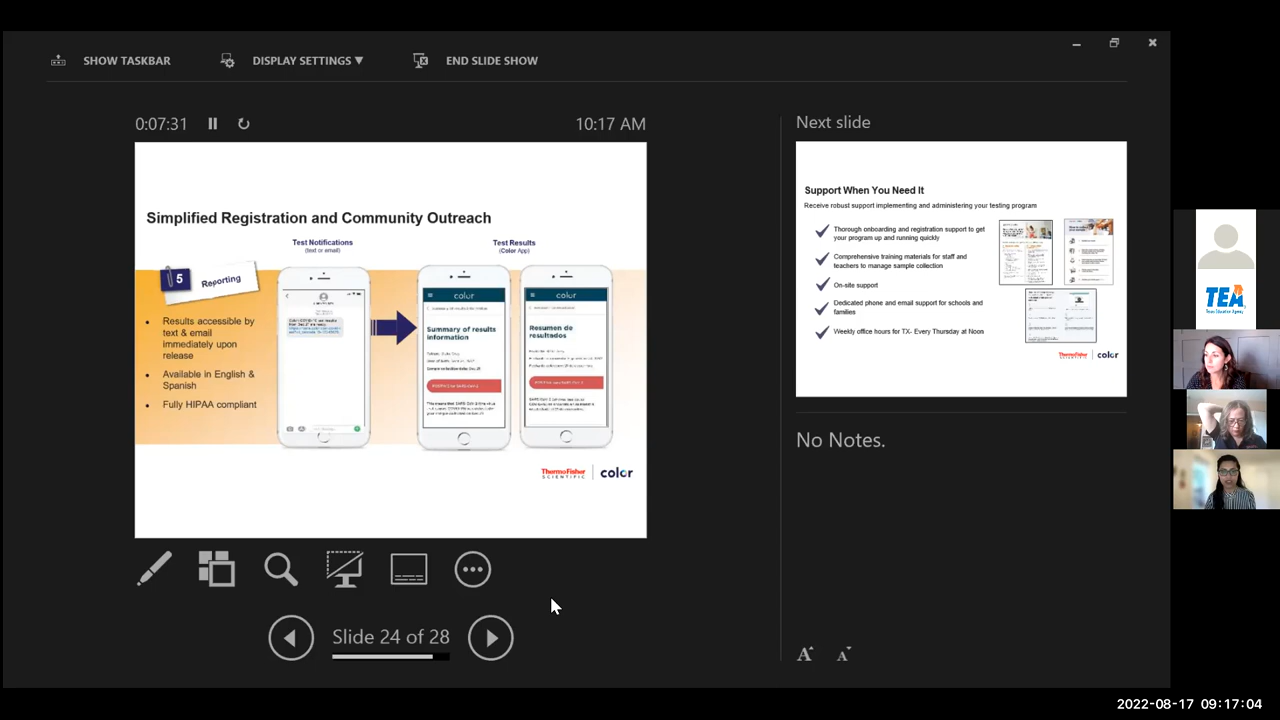 SHOW TASKBAR
DISPLAY SETTINGS ▼
END SLIDE SHOW
0:07:31
10:17 AM
Simplified Registration and Community Outreach
Test Notifications
(text or email)
Test Results
(Color App)
5
Reporting
• Results accessible by
text & email
immediately upon
release
• Available in English &
Spanish
Fully HIPAA compliant
color
Summary of results
information
color
Resumen de
resultados
ThermoFisher
SCIENTIFIC
color
Slide 24 of 28
Next slide
Support When You Need It
Receive robust support implementing and administering your testing program
Thorough onboarding and registration support to get
your program up and running quickly
Comprehensive training materials for staff and
teachers to manage sample collection
On-site support
Dedicated phone and email support for schools and
families
Weekly office hours for TX- Every Thursday at Noon
ThermoFisher
SCIENTIFIC
color
No Notes.
A A
TEA
Texas Education Agency
2022-08-17 09:17:04